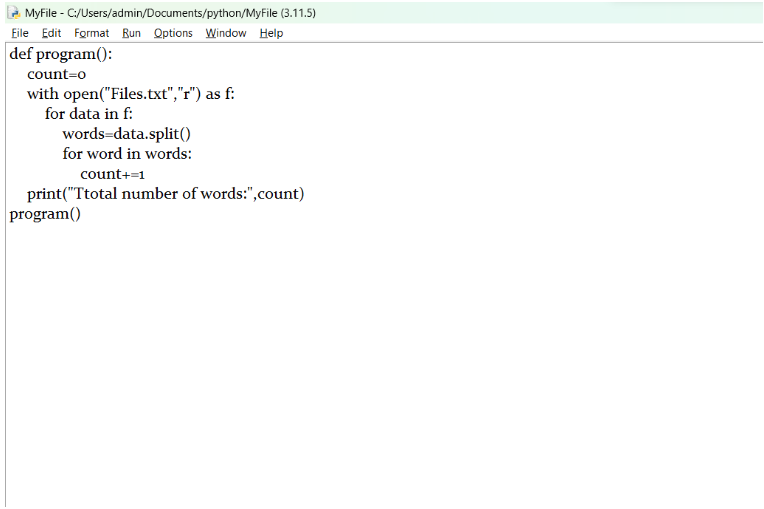 MyFile - C:/Users/admin/Documents/python/MyFile (3.11.5)
File Edit Format Run Options Window Help
def program():
    count=0
    with open("Files.txt","r") as f:
        for data in f:
            words=data.split()
            for word in words:
                count+=1
    print("Ttotal number of words:",count)
program()